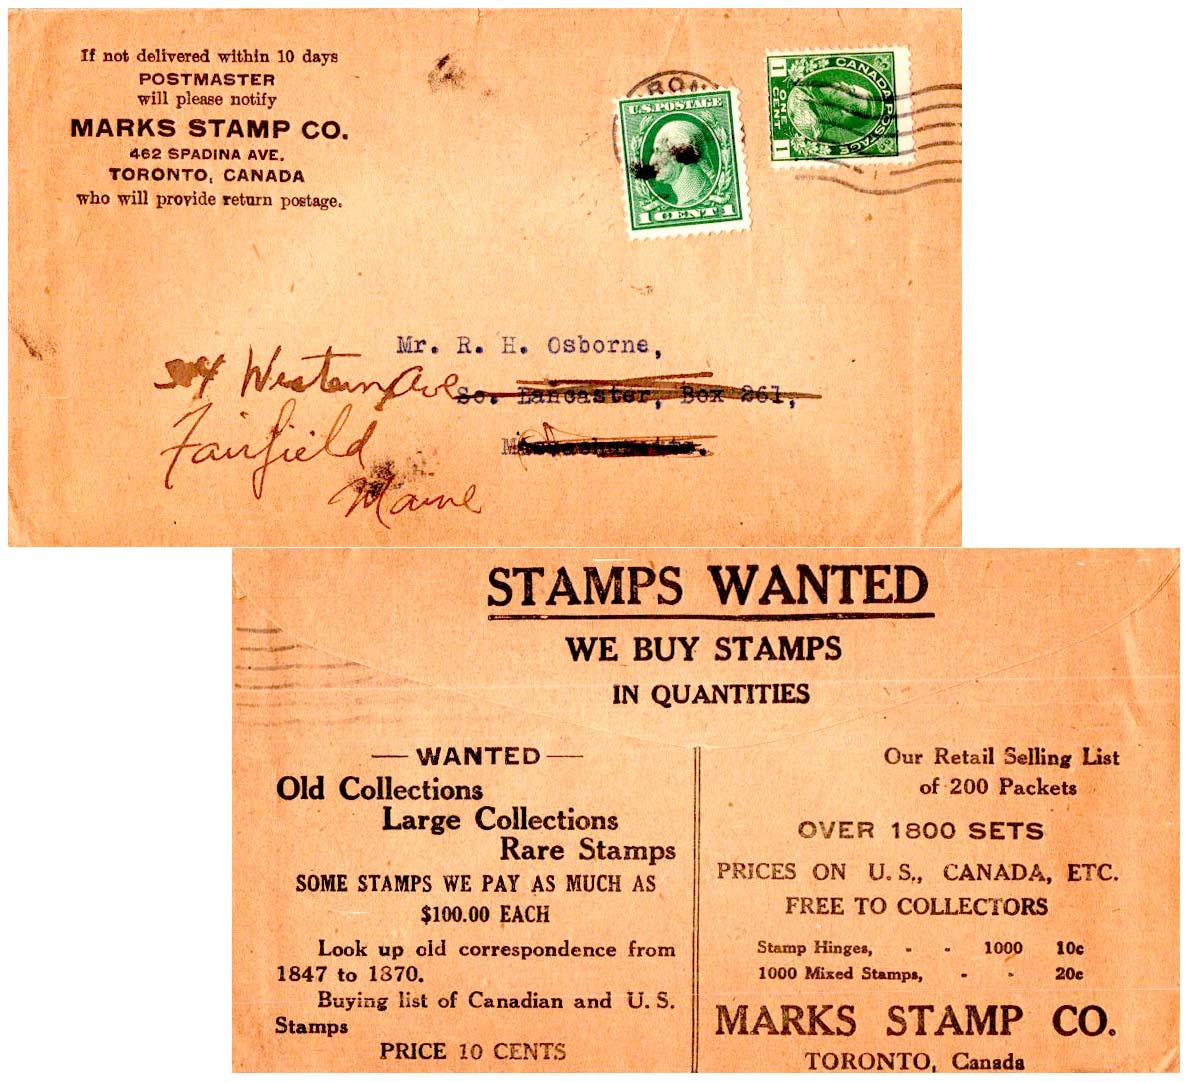 If not delivered within 10 days
POSTMASTER
will please notify
MARKS STAMP CO.
462 SPADINA AVE.
TORONTO, CANADA
who will provide return postage.
U.S. POSTAGE
1 CENT 1
CANADA POSTAGE
1 ONE CENT 1
Mr. R. H. Osborne,
So. Lancaster, Box 261,
Massachusetts.
Western Ave
Fairfield
Maine
STAMPS WANTED
WE BUY STAMPS
IN QUANTITIES
— WANTED —
Old Collections
Large Collections
Rare Stamps
SOME STAMPS WE PAY AS MUCH AS
$100.00 EACH
Look up old correspondence from
1847 to 1870.
Buying list of Canadian and U. S.
Stamps
PRICE 10 CENTS
Our Retail Selling List
of 200 Packets
OVER 1800 SETS
PRICES ON U. S., CANADA, ETC.
FREE TO COLLECTORS
Stamp Hinges, - - 1000 10c
1000 Mixed Stamps, - - 20c
MARKS STAMP CO.
TORONTO, Canada